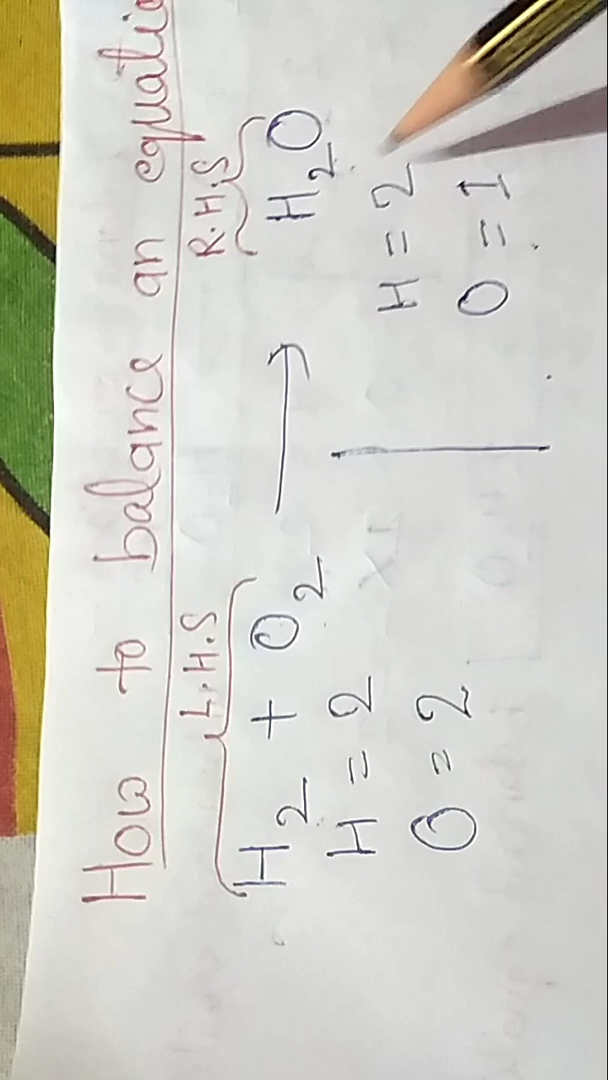 How to balance an equatio
L.H.S R.H.S
H₂ + O₂ → H₂O
H = 2 H = 2
O = 2 O = 1